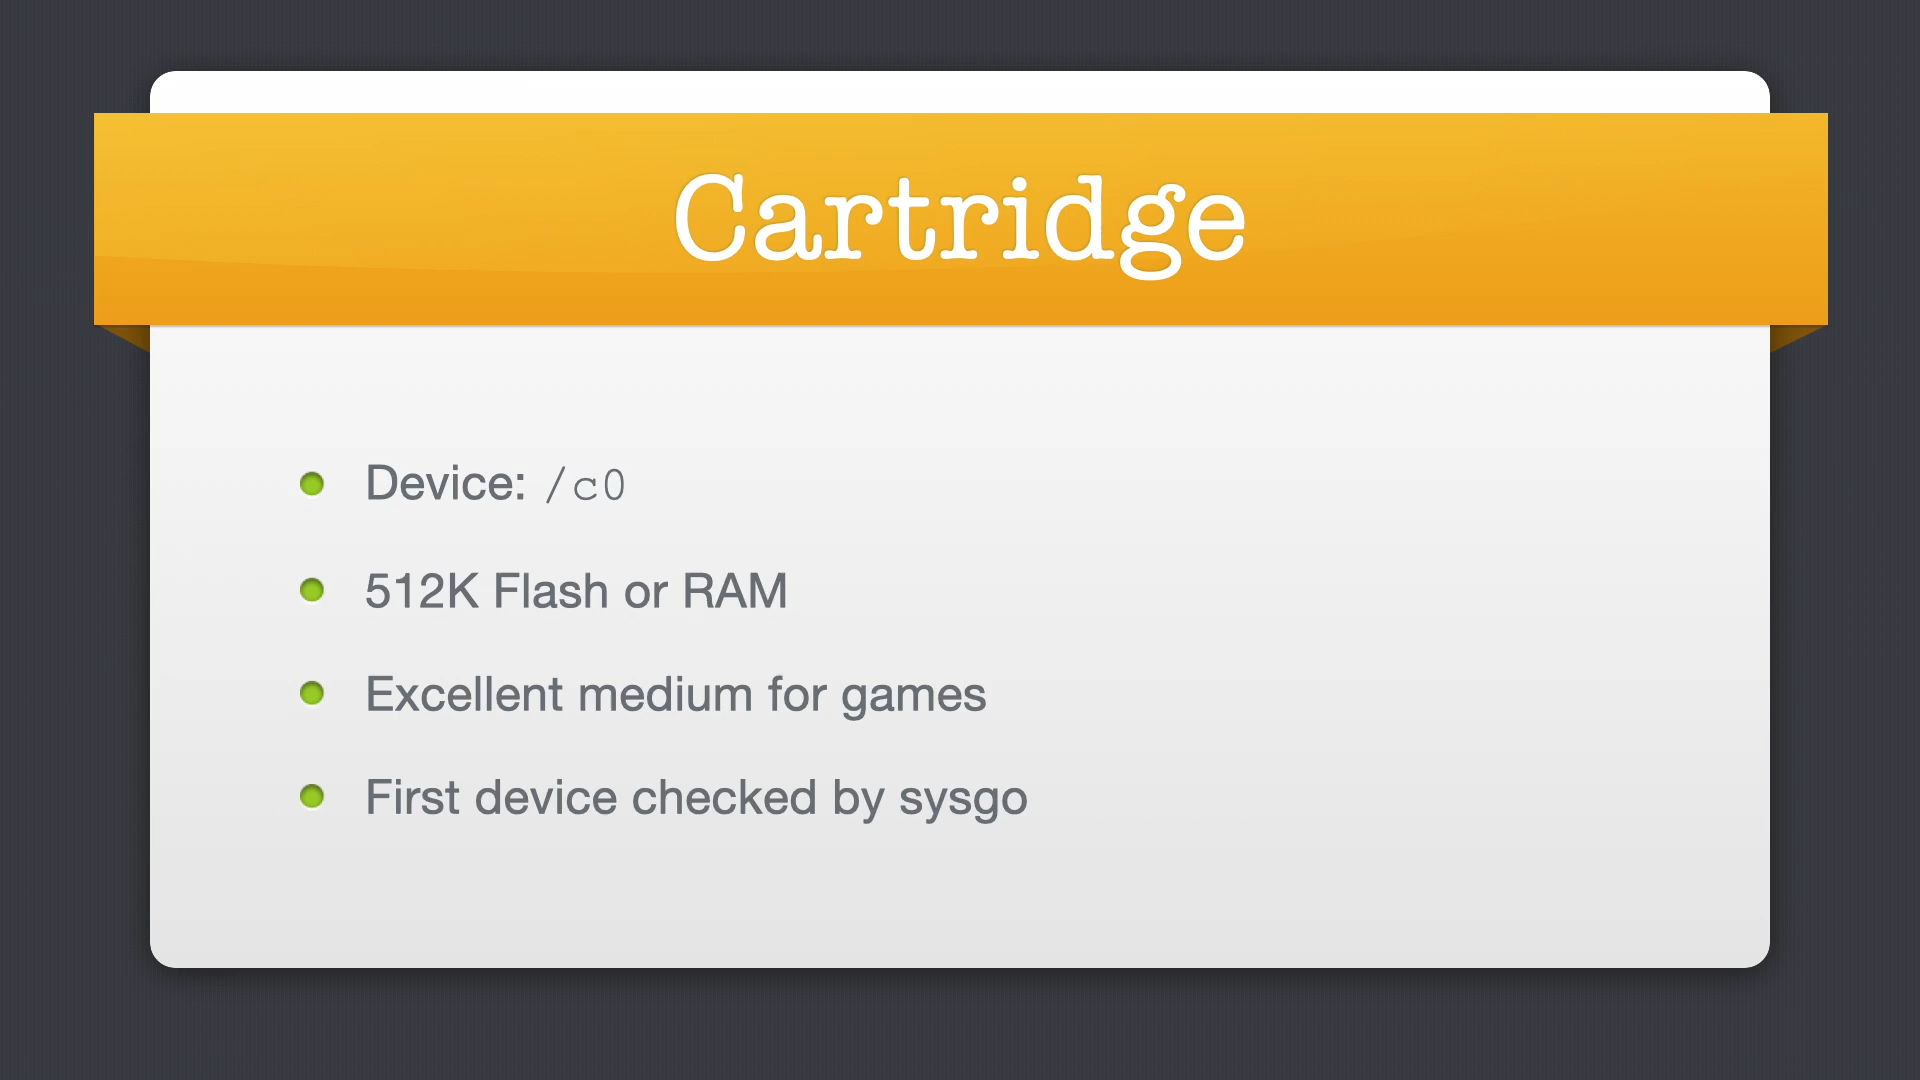 Cartridge
Device: /c0
512K Flash or RAM
Excellent medium for games
First device checked by sysgo